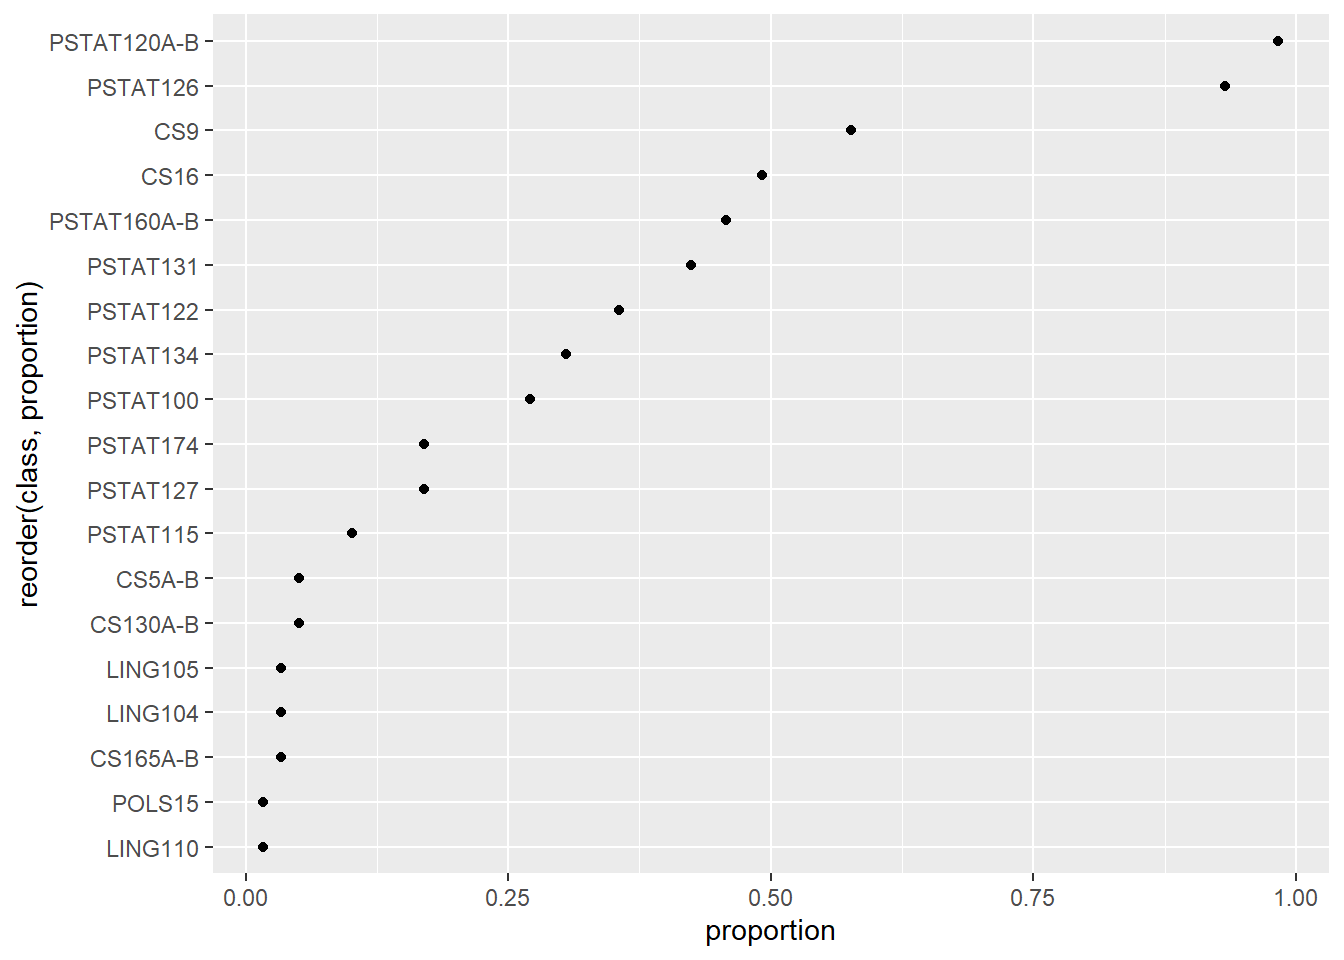 PSTAT120A-B
PSTAT126
CS9
CS16
PSTAT160A-B
PSTAT131
PSTAT122
PSTAT134
PSTAT100
PSTAT174
PSTAT127
PSTAT115
CS5A-B
CS130A-B
LING105
LING104
CS165A-B
POLS15
LING110
reorder(class, proportion)
0.00 0.25 0.50 0.75 1.00
proportion